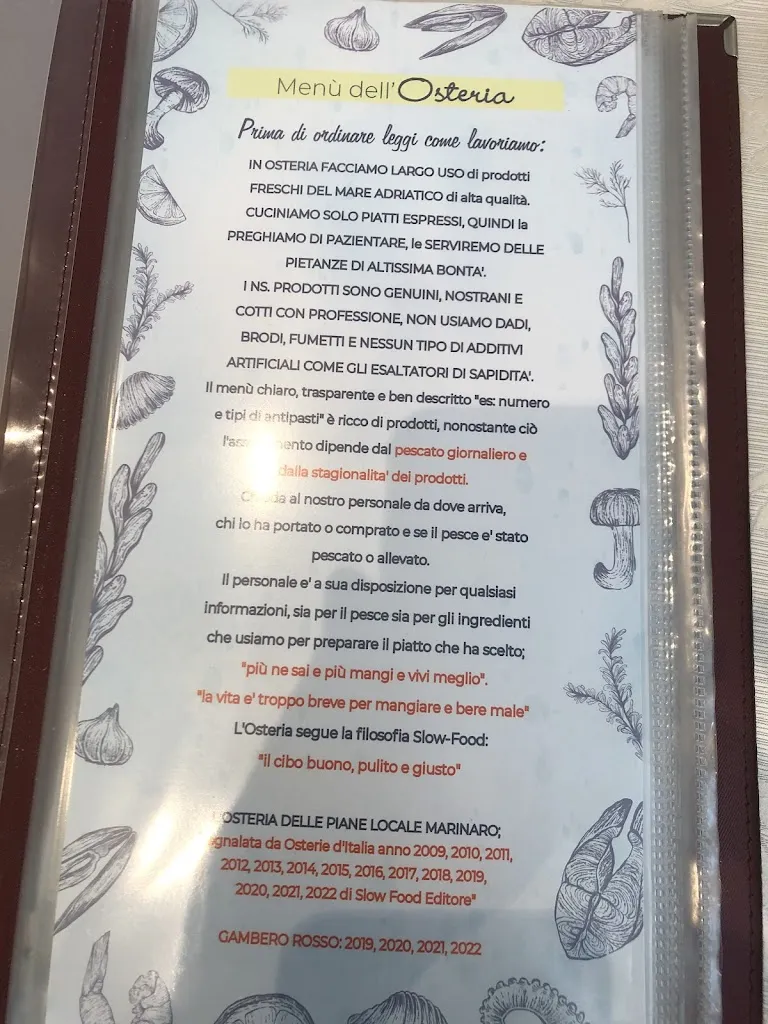 Menù dell'Osteria
Prima di ordinare leggi come lavoriamo:
IN OSTERIA FACCIAMO LARGO USO di prodotti
FRESCHI DEL MARE ADRIATICO di alta qualità.
CUCINIAMO SOLO PIATTI ESPRESSI, QUINDI la
PREGHIAMO DI PAZIENTARE, le SERVIREMO DELLE
PIETANZE DI ALTISSIMA BONTA'.
I NS. PRODOTTI SONO GENUINI, NOSTRANI E
COTTI CON PROFESSIONE, NON USIAMO DADI,
BRODI, FUMETTI E NESSUN TIPO DI ADDITIVI
ARTIFICIALI COME GLI ESALTATORI DI SAPIDITA'.
Il menù chiaro, trasparente e ben descritto "es: numero
e tipi di antipasti" è ricco di prodotti, nonostante ciò
dipende dal pescato giornaliero e
dalla stagionalita' dei prodotti.
al nostro personale da dove arriva,
chi lo ha portato o comprato e se il pesce e' stato
pescato o allevato.
Il personale e' a sua disposizione per qualsiasi
informazioni, sia per il pesce sia per gli ingredienti
che usiamo per preparare il piatto che ha scelto;
"più ne sai e più mangi e vivi meglio".
"la vita e' troppo breve per mangiare e bere male"
L'Osteria segue la filosofia Slow-Food:
"il cibo buono, pulito e giusto"
OSTERIA DELLE PIANE LOCALE MARINARO;
da Osterie d'Italia anno 2009, 2010, 2011,
2012, 2013, 2014, 2015, 2016, 2017, 2018, 2019,
2020, 2021, 2022 di Slow Food Editore"
GAMBERO ROSSO: 2019, 2020, 2021, 2022